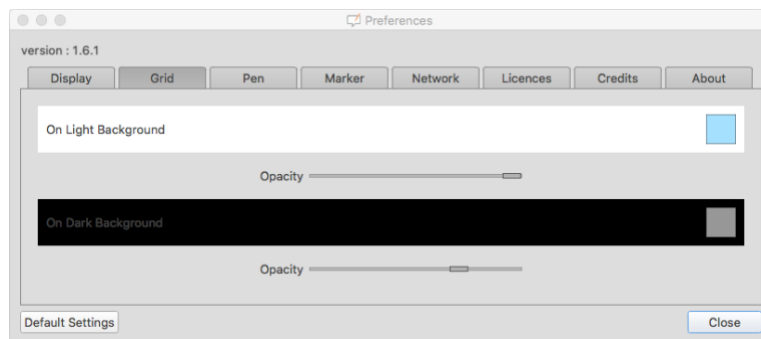 Preferences
version : 1.6.1
Display Grid Pen Marker Network Licences Credits About
On Light Background
Opacity
On Dark Background
Opacity
Default Settings Close